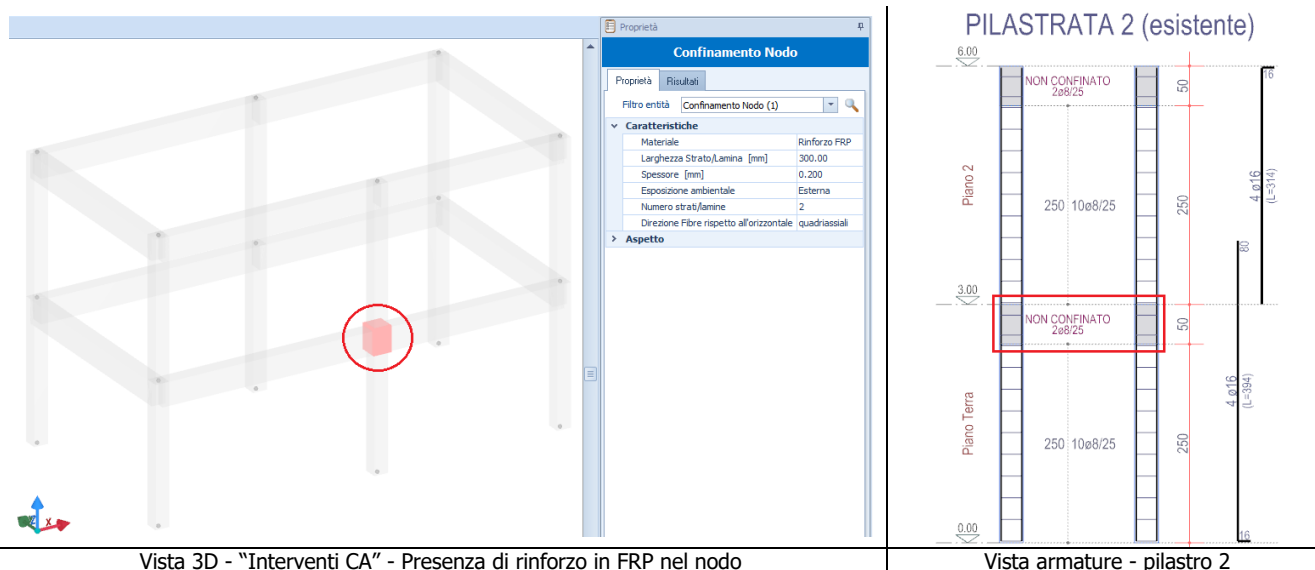 Proprietà
Confinamento Nodo
Proprietà Risultati
Filtro entità Confinamento Nodo (1)
Caratteristiche
Materiale Rinforzo FRP
Larghezza Strato/Lamina [mm] 300.00
Spessore [mm] 0.200
Esposizione ambientale Esterna
Numero strati/lamine 2
Direzione Fibre rispetto all'orizzontale quadriassiali
Aspetto
x
Vista 3D - “Interventi CA” - Presenza di rinforzo in FRP nel nodo
PILASTRATA 2 (esistente)
6.00
NON CONFINATO
2ø8/25
50
16
Piano 2
250 10ø8/25
250
4 ø16
(L=314)
80
3.00
NON CONFINATO
2ø8/25
50
Piano Terra
250 10ø8/25
250
4 ø16
(L=394)
0.00
16
Vista armature - pilastro 2